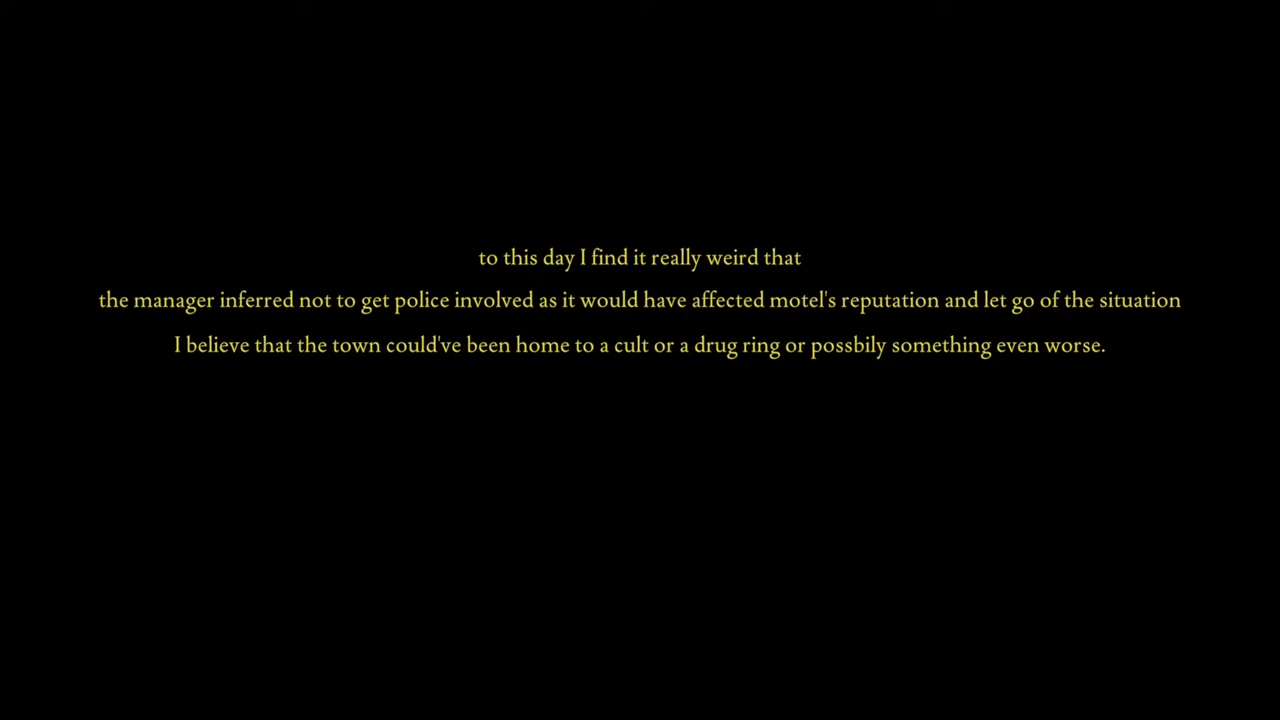 to this day I find it really weird that
the manager inferred not to get police involved as it would have affected motel's reputation and let go of the situation
I believe that the town could've been home to a cult or a drug ring or possbily something even worse.